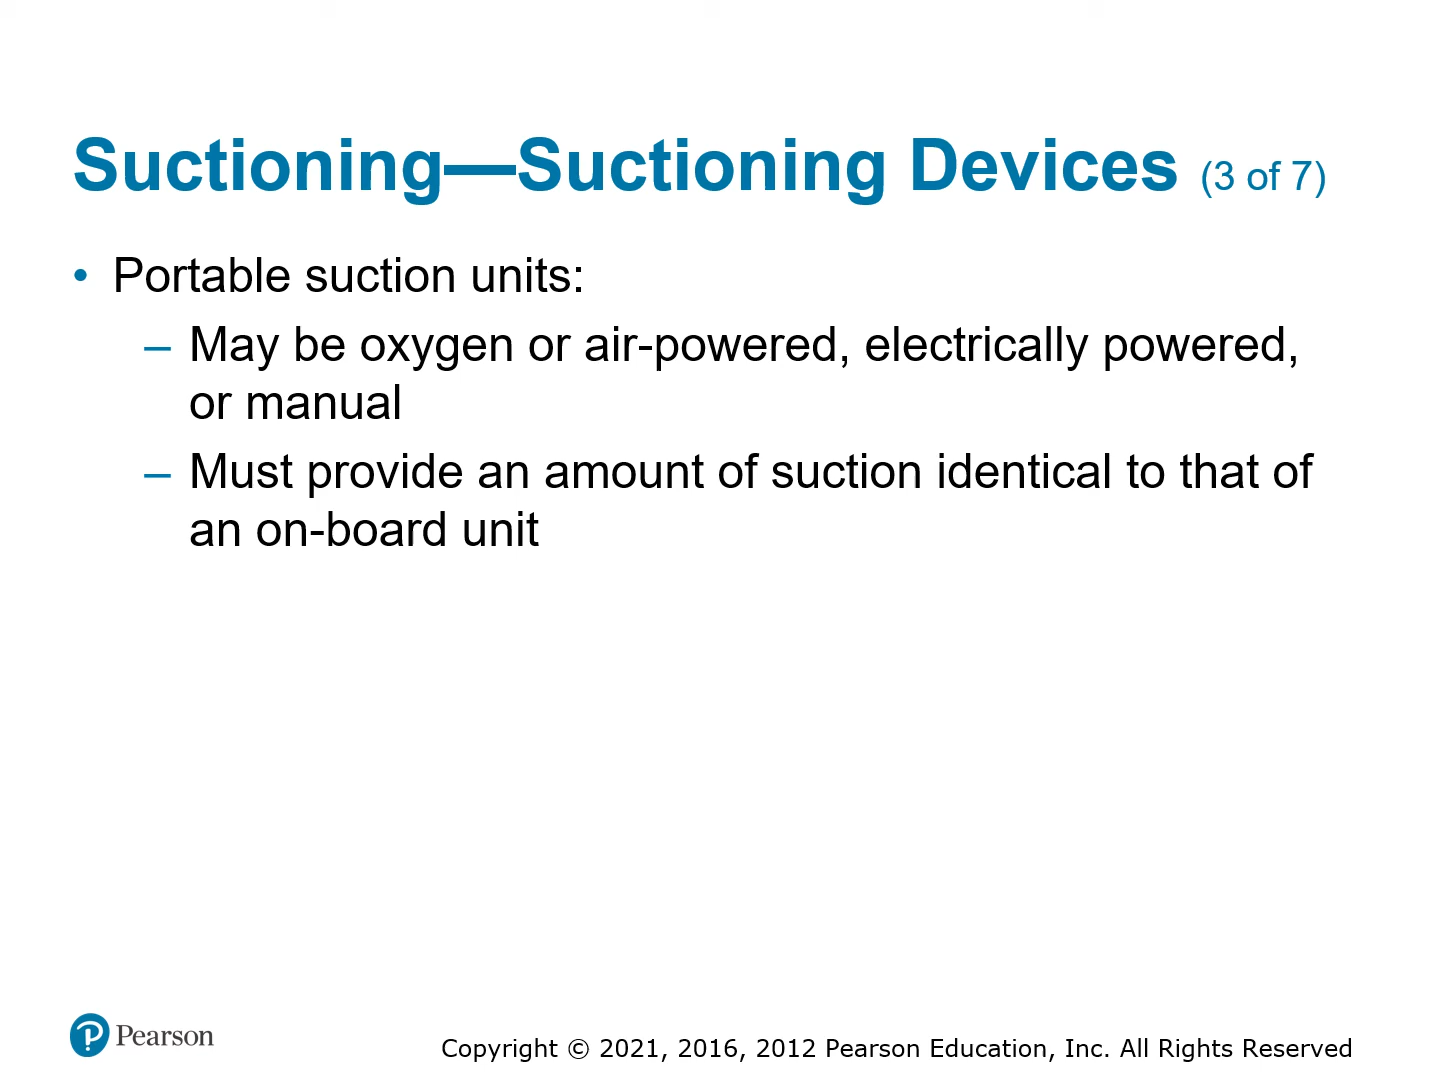 Suctioning—Suctioning Devices (3 of 7)
• Portable suction units:
– May be oxygen or air-powered, electrically powered,
or manual
– Must provide an amount of suction identical to that of
an on-board unit
Pearson
Copyright © 2021, 2016, 2012 Pearson Education, Inc. All Rights Reserved